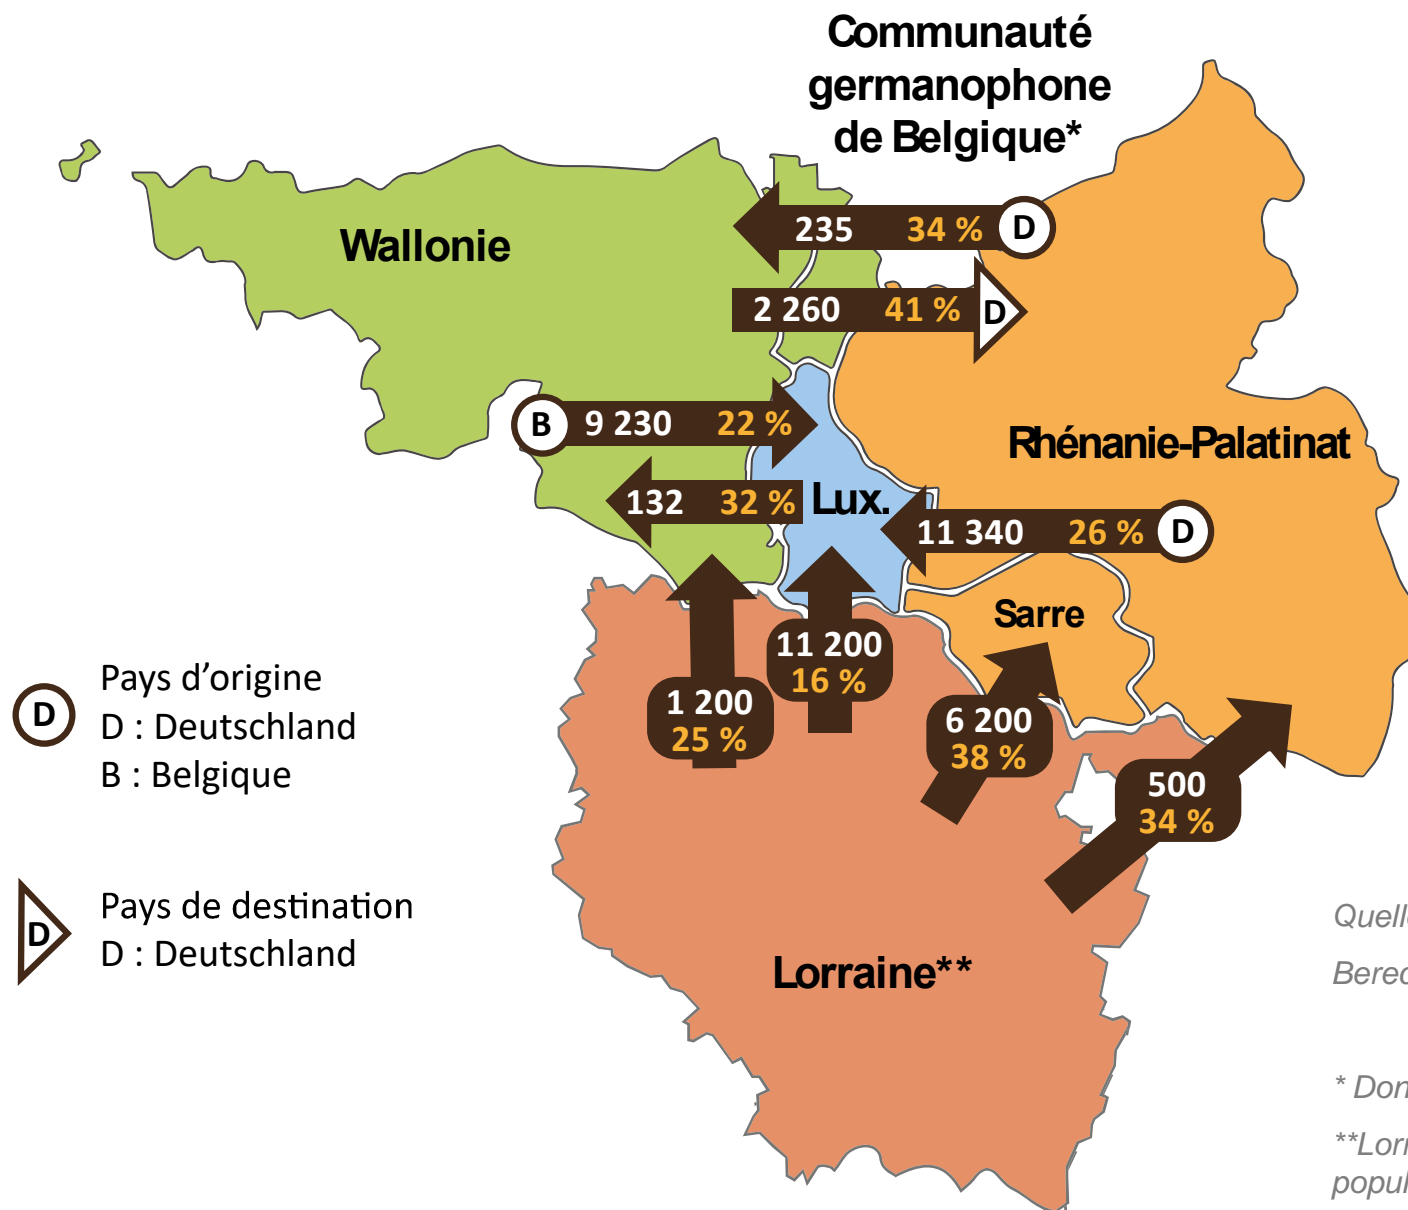 Communauté
germanophone
de Belgique*
235 34 % D
Wallonie
2 260 41 % D
B 9 230 22 %
Rhénanie-Palatinat
132 32 %
Lux.
11 340 26 % D
Sarre
11 200
16 %
1 200
25 %
6 200
38 %
500
34 %
D
Pays d’origine
D : Deutschland
B : Belgique
D
Pays de destination
D : Deutschland
Lorraine**